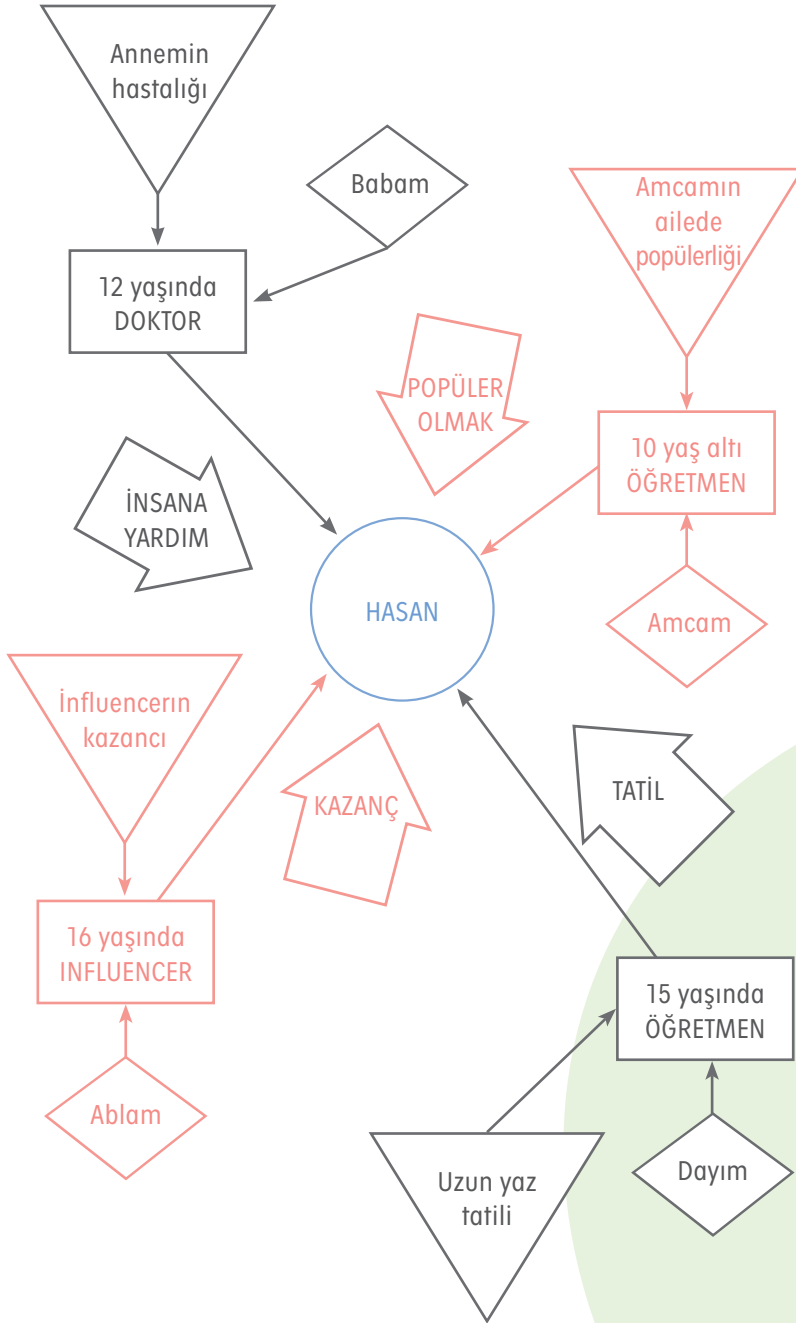 Annemin
hastalığı
Babam
Amcamın
ailede
popülerliği
12 yaşında
DOKTOR
POPÜLER
OLMAK
10 yaş altı
ÖĞRETMEN
İNSANA
YARDIM
HASAN
Amcam
İnfluencerın
kazancı
KAZANÇ
TATİL
16 yaşında
INFLUENCER
15 yaşında
ÖĞRETMEN
Ablam
Uzun yaz
tatili
Dayım